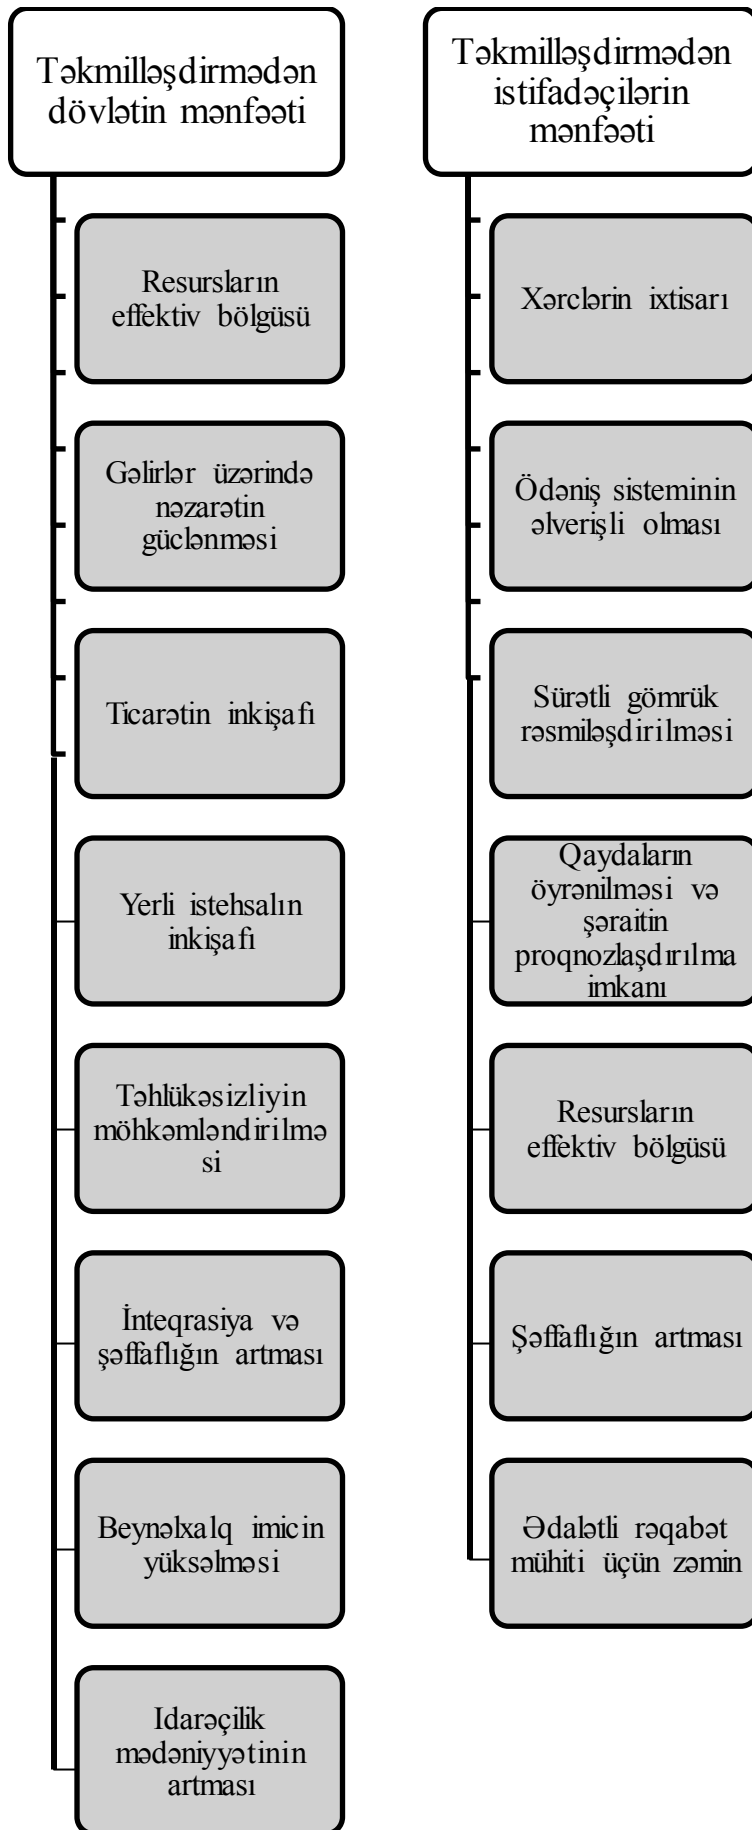 Təkmilləşdirmədən
dövlətin mənfəəti
Resursların
effektiv bölgüsü
Gəlirlər üzərində
nəzarətin
güclənməsi
Ticarətin inkişafı
Yerli istehsalın
inkişafı
Təhlükəsizliyin
möhkəmləndirilmə
si
İnteqrasiya və
şəffaflığın artması
Beynəlxalq imicin
yüksəlməsi
Idarəçilik
mədəniyyətinin
artması
Təkmilləşdirmədən
istifadəçilərin
mənfəəti
Xərclərin ixtisarı
Ödəniş sisteminin
əlverişli olması
Sürətli gömrük
rəsmiləşdirilməsi
Qaydaların
öyrənilməsi və
şəraitin
proqnozlaşdırılma
imkanı
Resursların
effektiv bölgüsü
Şəffaflığın artması
Ədalətli rəqabət
mühiti üçün zəmin